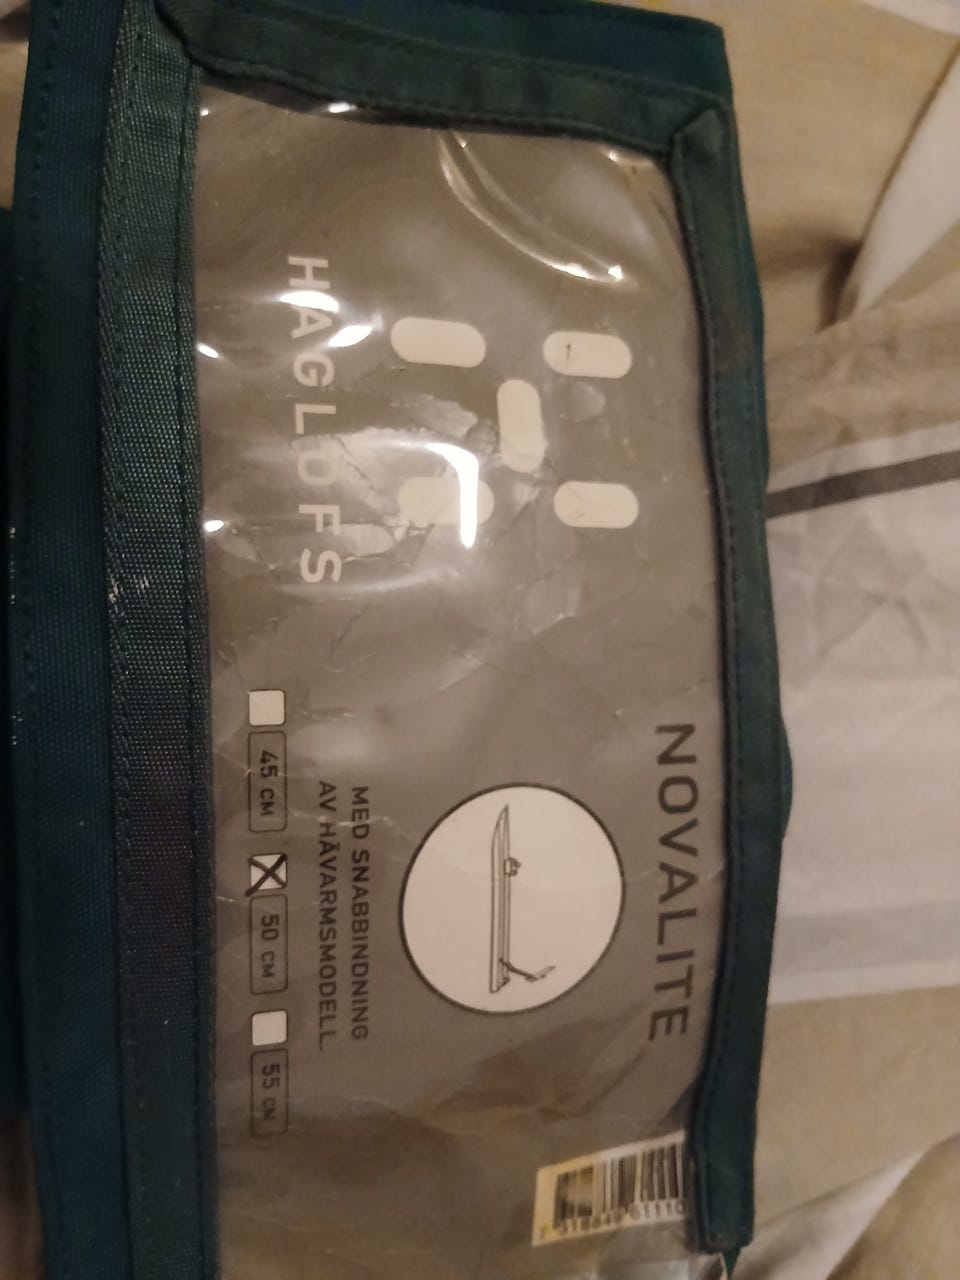 HAGLÖFS
NOVALITE
MED SNABBINDNING
AV HÄVARMSMODELL.
45 CM
50 CM
55 CM